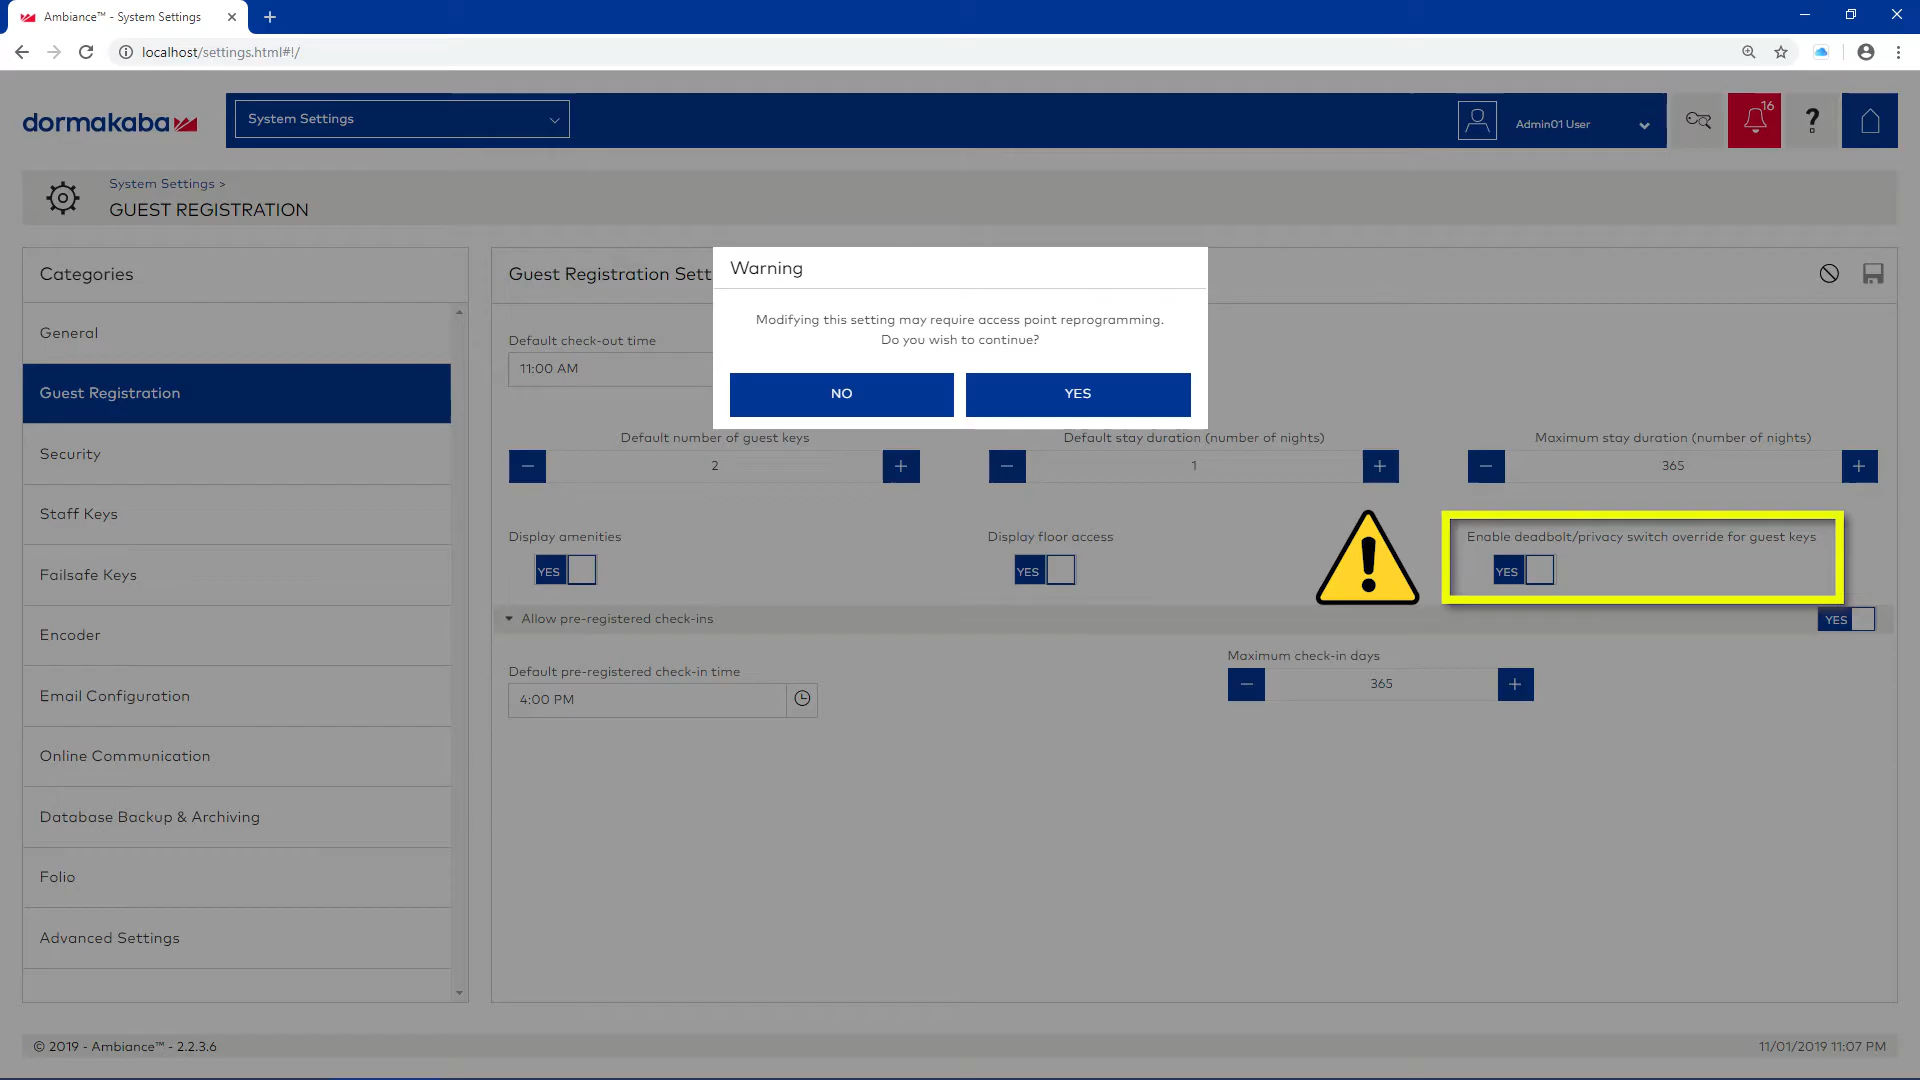 Ambiance™ - System Settings
localhost/settings.html#!/
dormakaba
System Settings
Admin01 User
16
?
System Settings >
GUEST REGISTRATION
Categories
General
Guest Registration
Security
Staff Keys
Failsafe Keys
Encoder
Email Configuration
Online Communication
Database Backup & Archiving
Folio
Advanced Settings
Guest Registration Sett
Warning
Modifying this setting may require access point reprogramming.
Do you wish to continue?
NO
YES
Default check-out time
11:00 AM
Default number of guest keys
2
Default stay duration (number of nights)
1
Maximum stay duration (number of nights)
365
Display amenities
YES
Display floor access
YES
Enable deadbolt/privacy switch override for guest keys
YES
Allow pre-registered check-ins
YES
Default pre-registered check-in time
4:00 PM
Maximum check-in days
365
© 2019 - Ambiance™ - 2.2.3.6
11/01/2019 11:07 PM